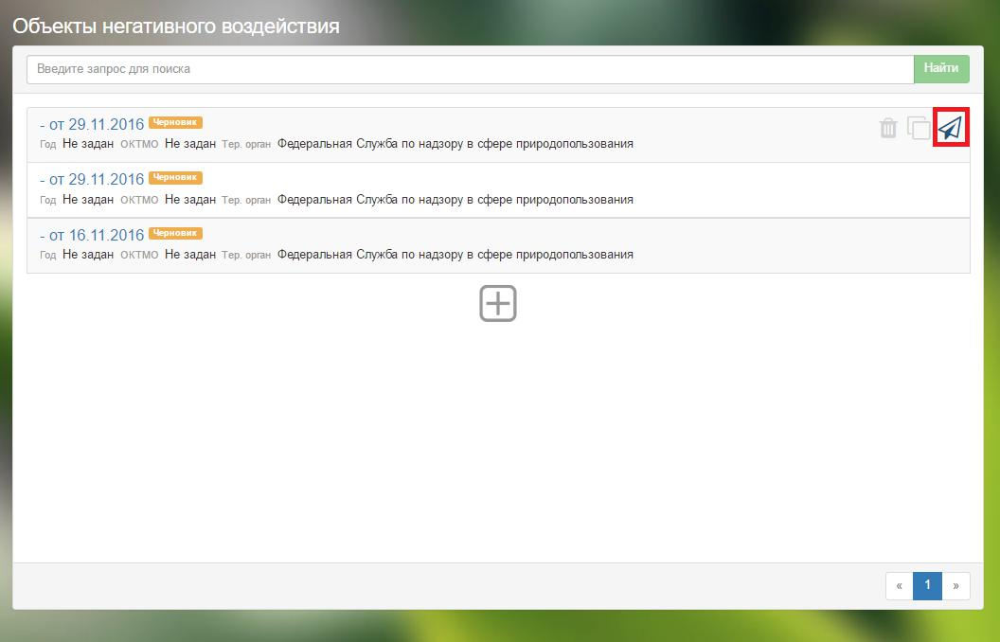 Объекты негативного воздействия
Введите запрос для поиска
Найти
- от 29.11.2016 Черновик
Год Не задан ОКТМО Не задан Тер. орган Федеральная Служба по надзору в сфере природопользования
- от 29.11.2016 Черновик
Год Не задан ОКТМО Не задан Тер. орган Федеральная Служба по надзору в сфере природопользования
- от 16.11.2016 Черновик
Год Не задан ОКТМО Не задан Тер. орган Федеральная Служба по надзору в сфере природопользования
« 1 »